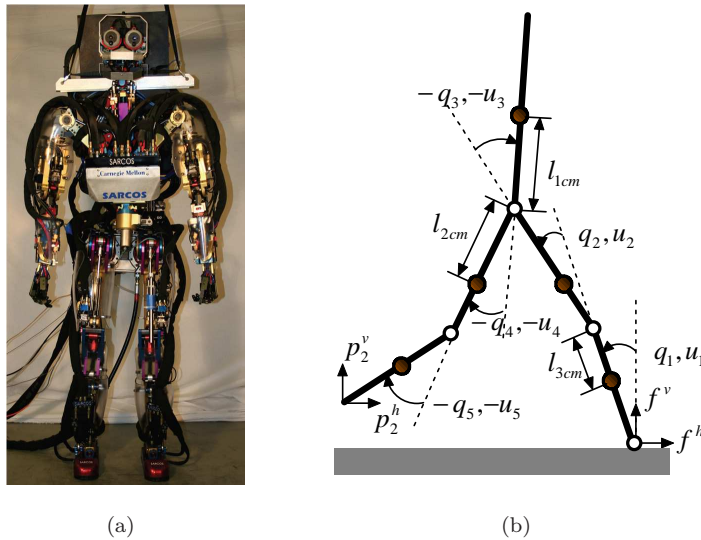 SARCOS
Carnegie Mellon
SARCOS
SARCOS
SARCOS
−q₃,−u₃
l₁cm
l₂cm
q₂,u₂
−q₄,−u₄
p₂ᵛ
l₃cm
q₁,u₁
fᵛ
p₂ʰ
−q₅,−u₅
fʰ
(a)
(b)